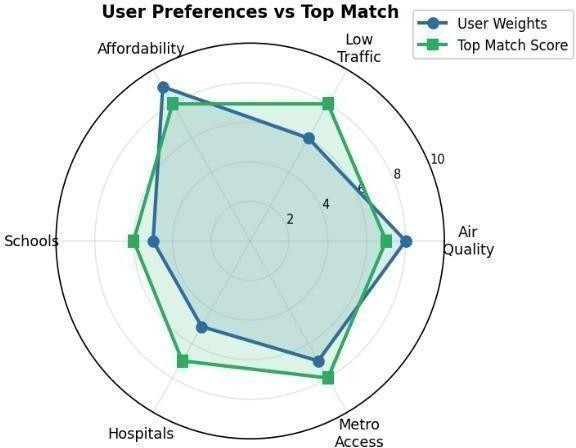 User Preferences vs Top Match
User Weights
Top Match Score
Affordability
Low
Traffic
10
8
6
4
2
Schools
Air
Quality
Hospitals
Metro
Access